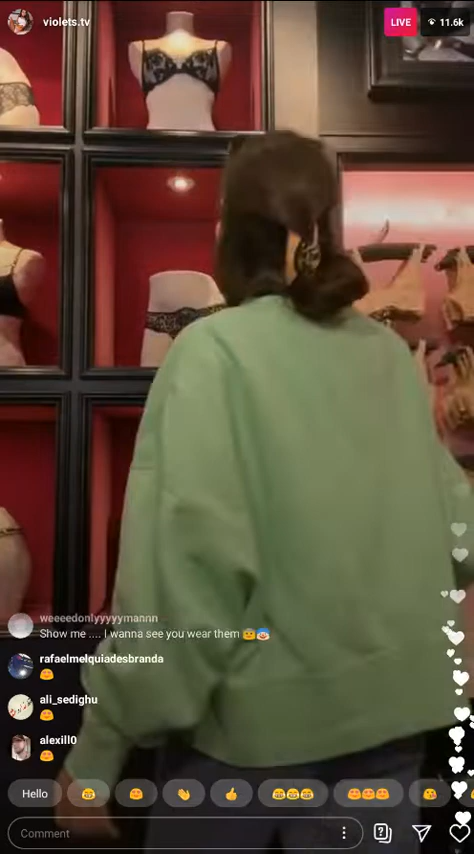 violets.tv
LIVE
11.6k
weeeedonlyyyyymannn
Show me .... I wanna see you wear them 😇🤡
rafaelmelquiadesbranda
😊
ali_sedighu
😊
alexill0
😊
Hello 😂 😊 👏 👍 😂😂😂 😊😊😊 😘
Comment